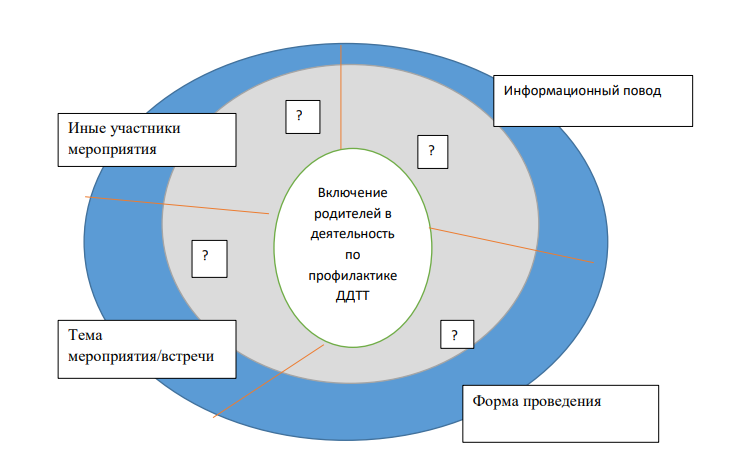 Информационный повод
Иные участники
мероприятия
?
?
Включение
родителей в
деятельность
по
профилактике
ДДТТ
?
?
Тема
мероприятия/встречи
Форма проведения